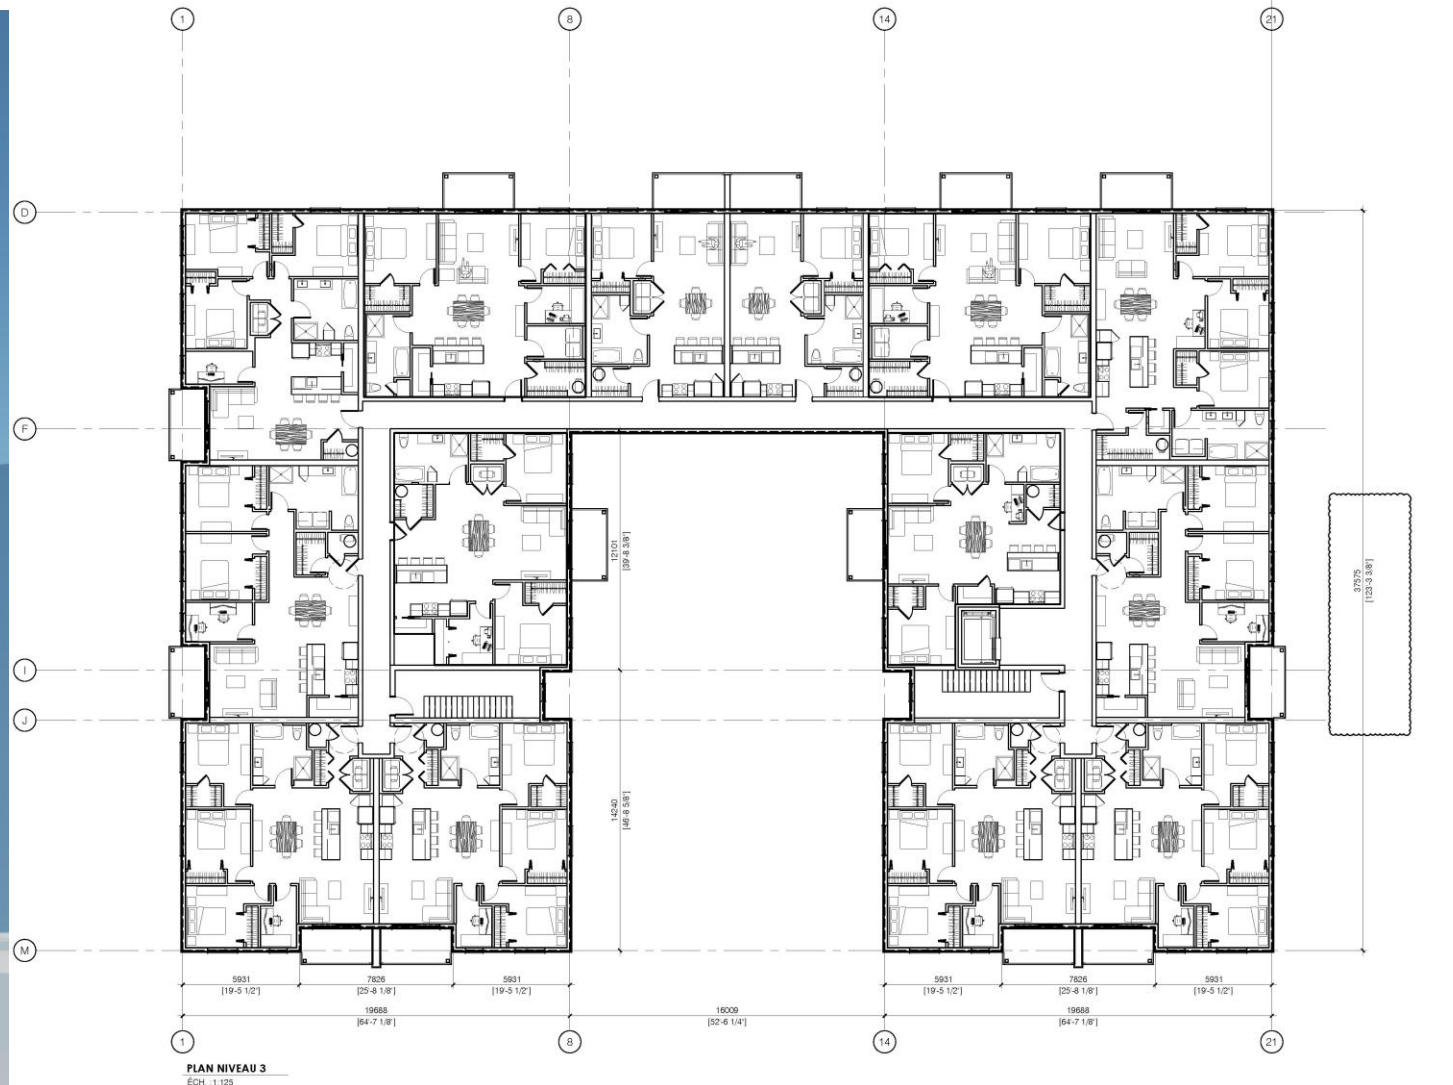 1 8 14 21
D
F
I
J
M
12101
[39'-8 3/8"]
14240
[46'-8 5/8"]
37575
[123'-3 3/8"]
5931 7826 5931 5931 7826 5931
[19'-5 1/2"] [25'-8 1/8"] [19'-5 1/2"] [19'-5 1/2"] [25'-8 1/8"] [19'-5 1/2"]
19688 16009 19688
[64'-7 1/8"] [52'-6 1/4"] [64'-7 1/8"]
1 8 14 21
PLAN NIVEAU 3
ÉCH. : 1:125